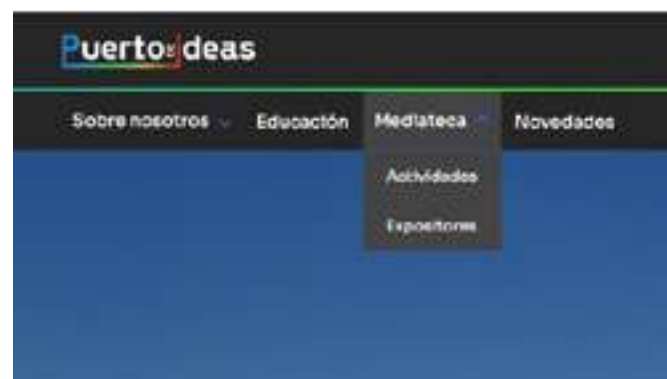 Puerto de Ideas
Sobre nosotros Educación Mediateca Novedades
Actividades
Expositores